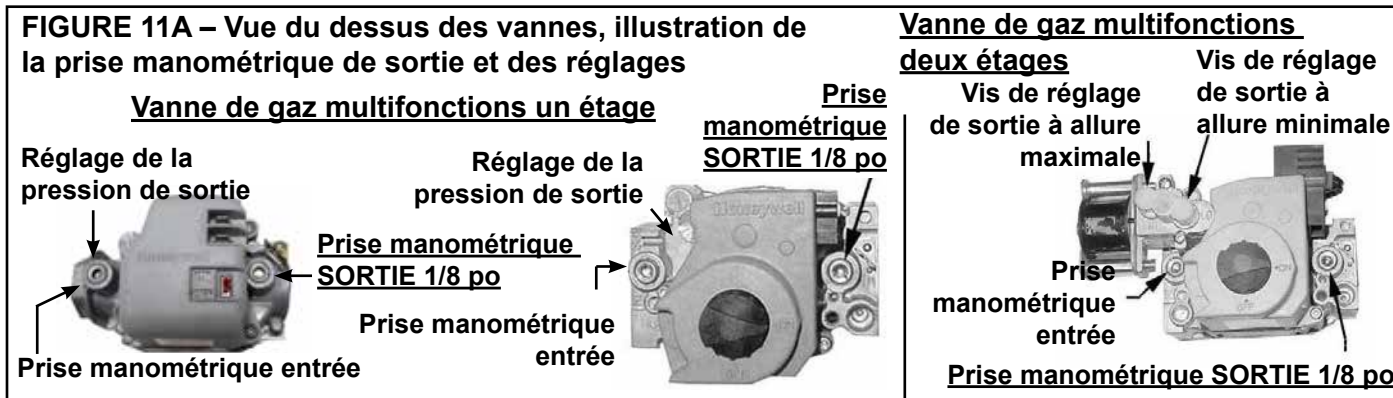 FIGURE 11A – Vue du dessus des vannes, illustration de
la prise manométrique de sortie et des réglages
Vanne de gaz multifonctions un étage
Réglage de la
pression de sortie
Prise manométrique entrée
Prise manométrique
SORTIE 1/8 po
Réglage de la
pression de sortie
Prise
manométrique
SORTIE 1/8 po
Prise manométrique
entrée
Honeywell
Vanne de gaz multifonctions
deux étages
Vis de réglage
de sortie à allure
maximale
Vis de réglage
de sortie à
allure minimale
Prise
manométrique
entrée
ON
Prise manométrique SORTIE 1/8 po